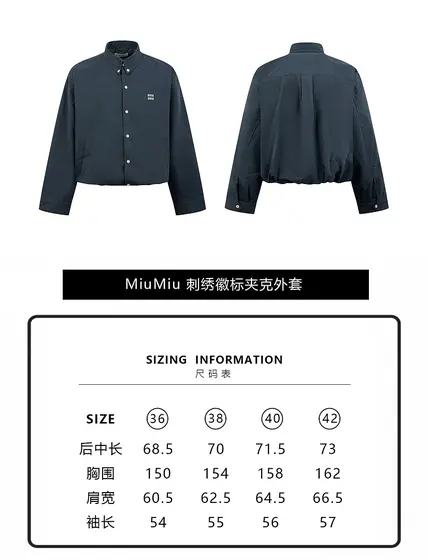 MIU
MIU
MiuMiu 刺绣徽标夹克外套
SIZING INFORMATION
尺码表
SIZE 36 38 40 42
后中长 68.5 70 71.5 73
胸围 150 154 158 162
肩宽 60.5 62.5 64.5 66.5
袖长 54 55 56 57